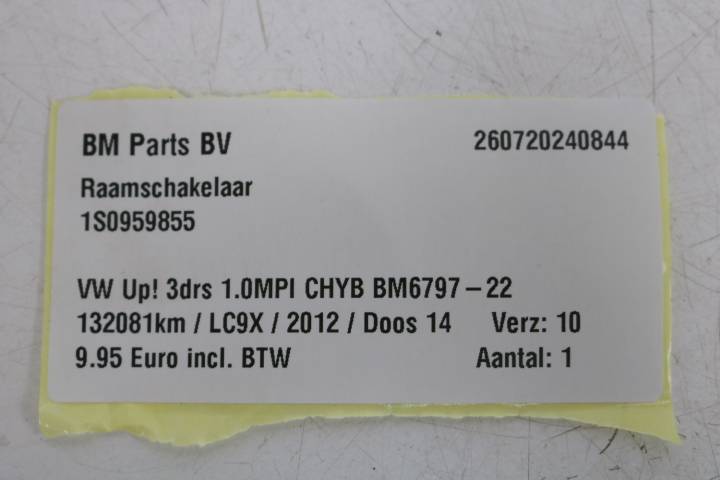 BM Parts BV 260720240844
Raamschakelaar
1S0959855
VW Up! 3drs 1.0MPI CHYB BM6797-22
132081km / LC9X / 2012 / Doos 14 Verz: 10
9.95 Euro incl. BTW Aantal: 1